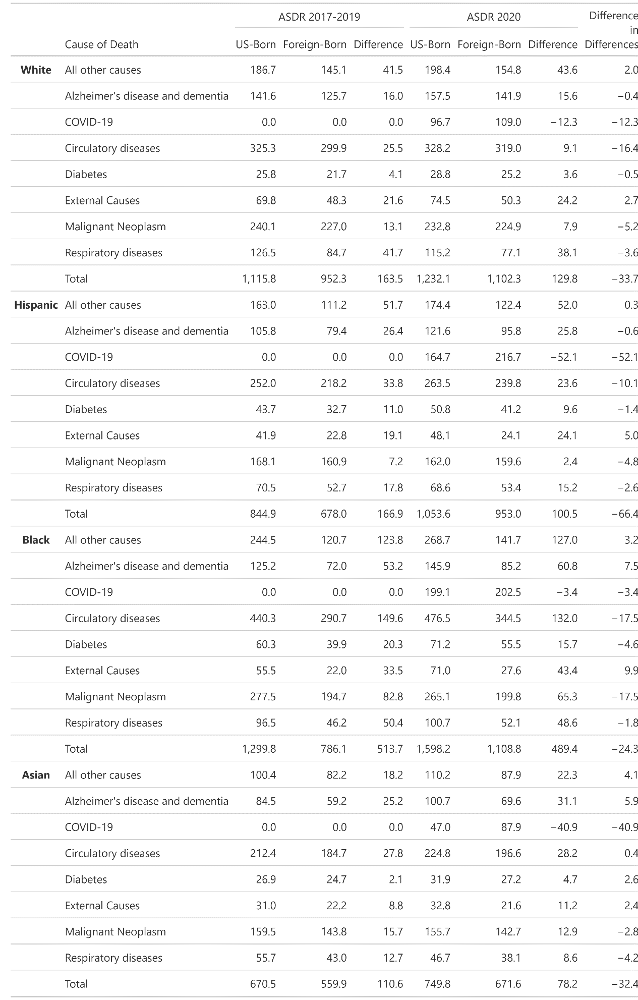 ASDR 2017-2019 ASDR 2020 Difference in Differences
Cause of Death US-Born Foreign-Born Difference US-Born Foreign-Born Difference
White All other causes 186.7 145.1 41.5 198.4 154.8 43.6 2.0
Alzheimer's disease and dementia 141.6 125.7 16.0 157.5 141.9 15.6 −0.4
COVID-19 0.0 0.0 0.0 96.7 109.0 −12.3 −12.3
Circulatory diseases 325.3 299.9 25.5 328.2 319.0 9.1 −16.4
Diabetes 25.8 21.7 4.1 28.8 25.2 3.6 −0.5
External Causes 69.8 48.3 21.6 74.5 50.3 24.2 2.7
Malignant Neoplasm 240.1 227.0 13.1 232.8 224.9 7.9 −5.2
Respiratory diseases 126.5 84.7 41.7 115.2 77.1 38.1 −3.6
Total 1,115.8 952.3 163.5 1,232.1 1,102.3 129.8 −33.7
Hispanic All other causes 163.0 111.2 51.7 174.4 122.4 52.0 0.3
Alzheimer's disease and dementia 105.8 79.4 26.4 121.6 95.8 25.8 −0.6
COVID-19 0.0 0.0 0.0 164.7 216.7 −52.1 −52.1
Circulatory diseases 252.0 218.2 33.8 263.5 239.8 23.6 −10.1
Diabetes 43.7 32.7 11.0 50.8 41.2 9.6 −1.4
External Causes 41.9 22.8 19.1 48.1 24.1 24.1 5.0
Malignant Neoplasm 168.1 160.9 7.2 162.0 159.6 2.4 −4.8
Respiratory diseases 70.5 52.7 17.8 68.6 53.4 15.2 −2.6
Total 844.9 678.0 166.9 1,053.6 953.0 100.5 −66.4
Black All other causes 244.5 120.7 123.8 268.7 141.7 127.0 3.2
Alzheimer's disease and dementia 125.2 72.0 53.2 145.9 85.2 60.8 7.5
COVID-19 0.0 0.0 0.0 199.1 202.5 −3.4 −3.4
Circulatory diseases 440.3 290.7 149.6 476.5 344.5 132.0 −17.5
Diabetes 60.3 39.9 20.3 71.2 55.5 15.7 −4.6
External Causes 55.5 22.0 33.5 71.0 27.6 43.4 9.9
Malignant Neoplasm 277.5 194.7 82.8 265.1 199.8 65.3 −17.5
Respiratory diseases 96.5 46.2 50.4 100.7 52.1 48.6 −1.8
Total 1,299.8 786.1 513.7 1,598.2 1,108.8 489.4 −24.3
Asian All other causes 100.4 82.2 18.2 110.2 87.9 22.3 4.1
Alzheimer's disease and dementia 84.5 59.2 25.2 100.7 69.6 31.1 5.9
COVID-19 0.0 0.0 0.0 47.0 87.9 −40.9 −40.9
Circulatory diseases 212.4 184.7 27.8 224.8 196.6 28.2 0.4
Diabetes 26.9 24.7 2.1 31.9 27.2 4.7 2.6
External Causes 31.0 22.2 8.8 32.8 21.6 11.2 2.4
Malignant Neoplasm 159.5 143.8 15.7 155.7 142.7 12.9 −2.8
Respiratory diseases 55.7 43.0 12.7 46.7 38.1 8.6 −4.2
Total 670.5 559.9 110.6 749.8 671.6 78.2 −32.4